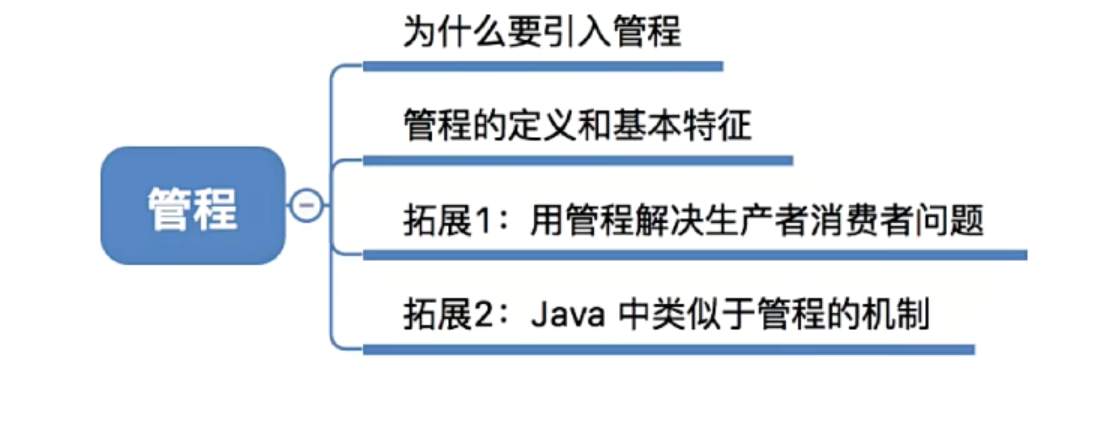 为什么要引入管程
管程的定义和基本特征
管程
拓展1：用管程解决生产者消费者问题
拓展2：Java 中类似于管程的机制